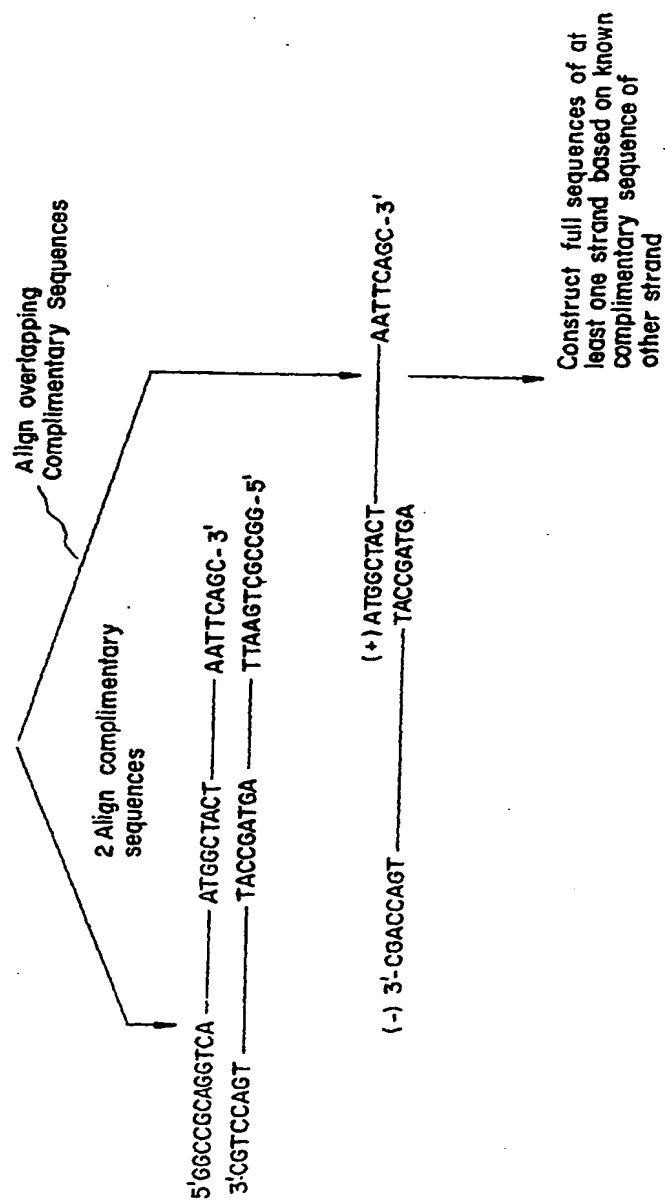 Align overlapping
Complimentary Sequences
2 Align complimentary
sequences
5'GGCCGCAGGTCA — ATGGCTACT — AATTCAGC-3'
3'CGTCCAGT — TACCGATGA — TTAAGTCGCCGG-5'
(+) ATGGCTACT — AATTCAGC-3'
(-) 3'-CGACCAGT — TACCGATGA
Construct full sequences of at
least one strand based on known
complimentary sequence of
other strand